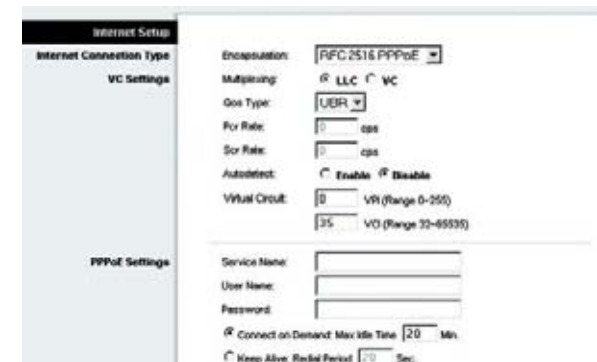 Internet Setup
Internet Connection Type
Encapsulation: RFC 2516 PPPoE
VC Settings
Multiplexing: LLC VC
Qos Type: UBR
Pcr Rate: 0 cps
Scr Rate: 0 cps
Autodetect: Enable Disable
Virtual Circuit: 0 VPI (Range 0~255)
35 VCI (Range 32~65535)
PPPoE Settings
Service Name:
User Name:
Password:
Connect on Demand: Max Idle Time 20 Min.
Keep Alive: Redial Period 20 Sec.